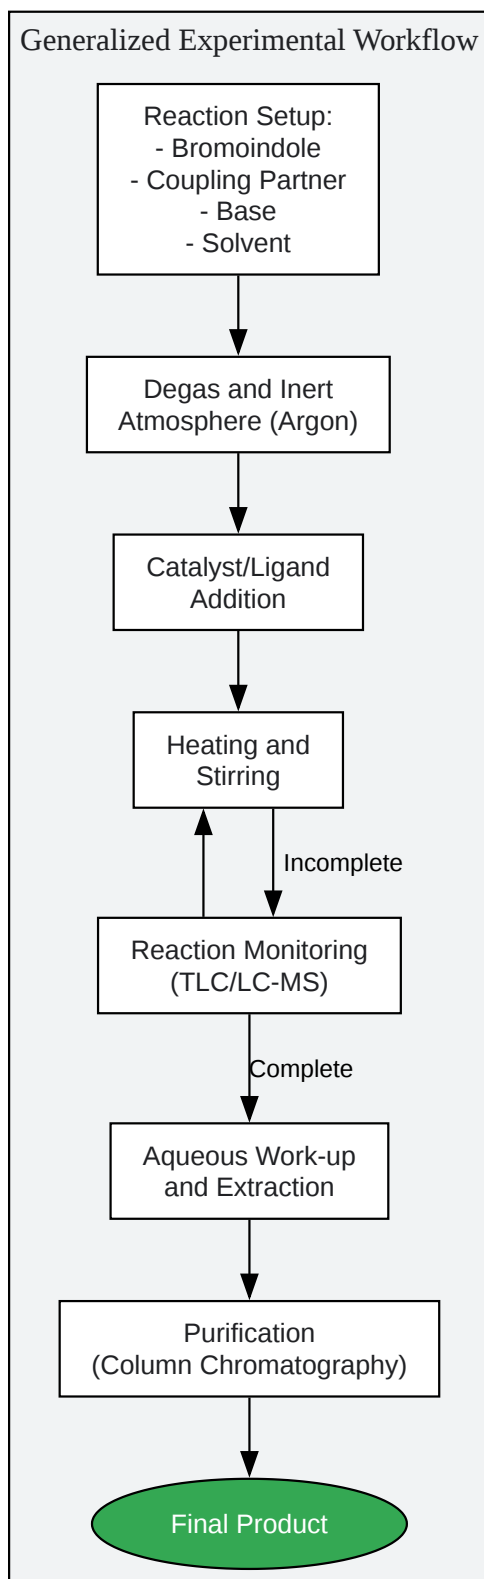 Generalized Experimental Workflow
Reaction Setup:
- Bromoindole
- Coupling Partner
- Base
- Solvent
Degas and Inert
Atmosphere (Argon)
Catalyst/Ligand
Addition
Heating and
Stirring
Incomplete
Reaction Monitoring
(TLC/LC-MS)
Complete
Aqueous Work-up
and Extraction
Purification
(Column Chromatography)
Final Product